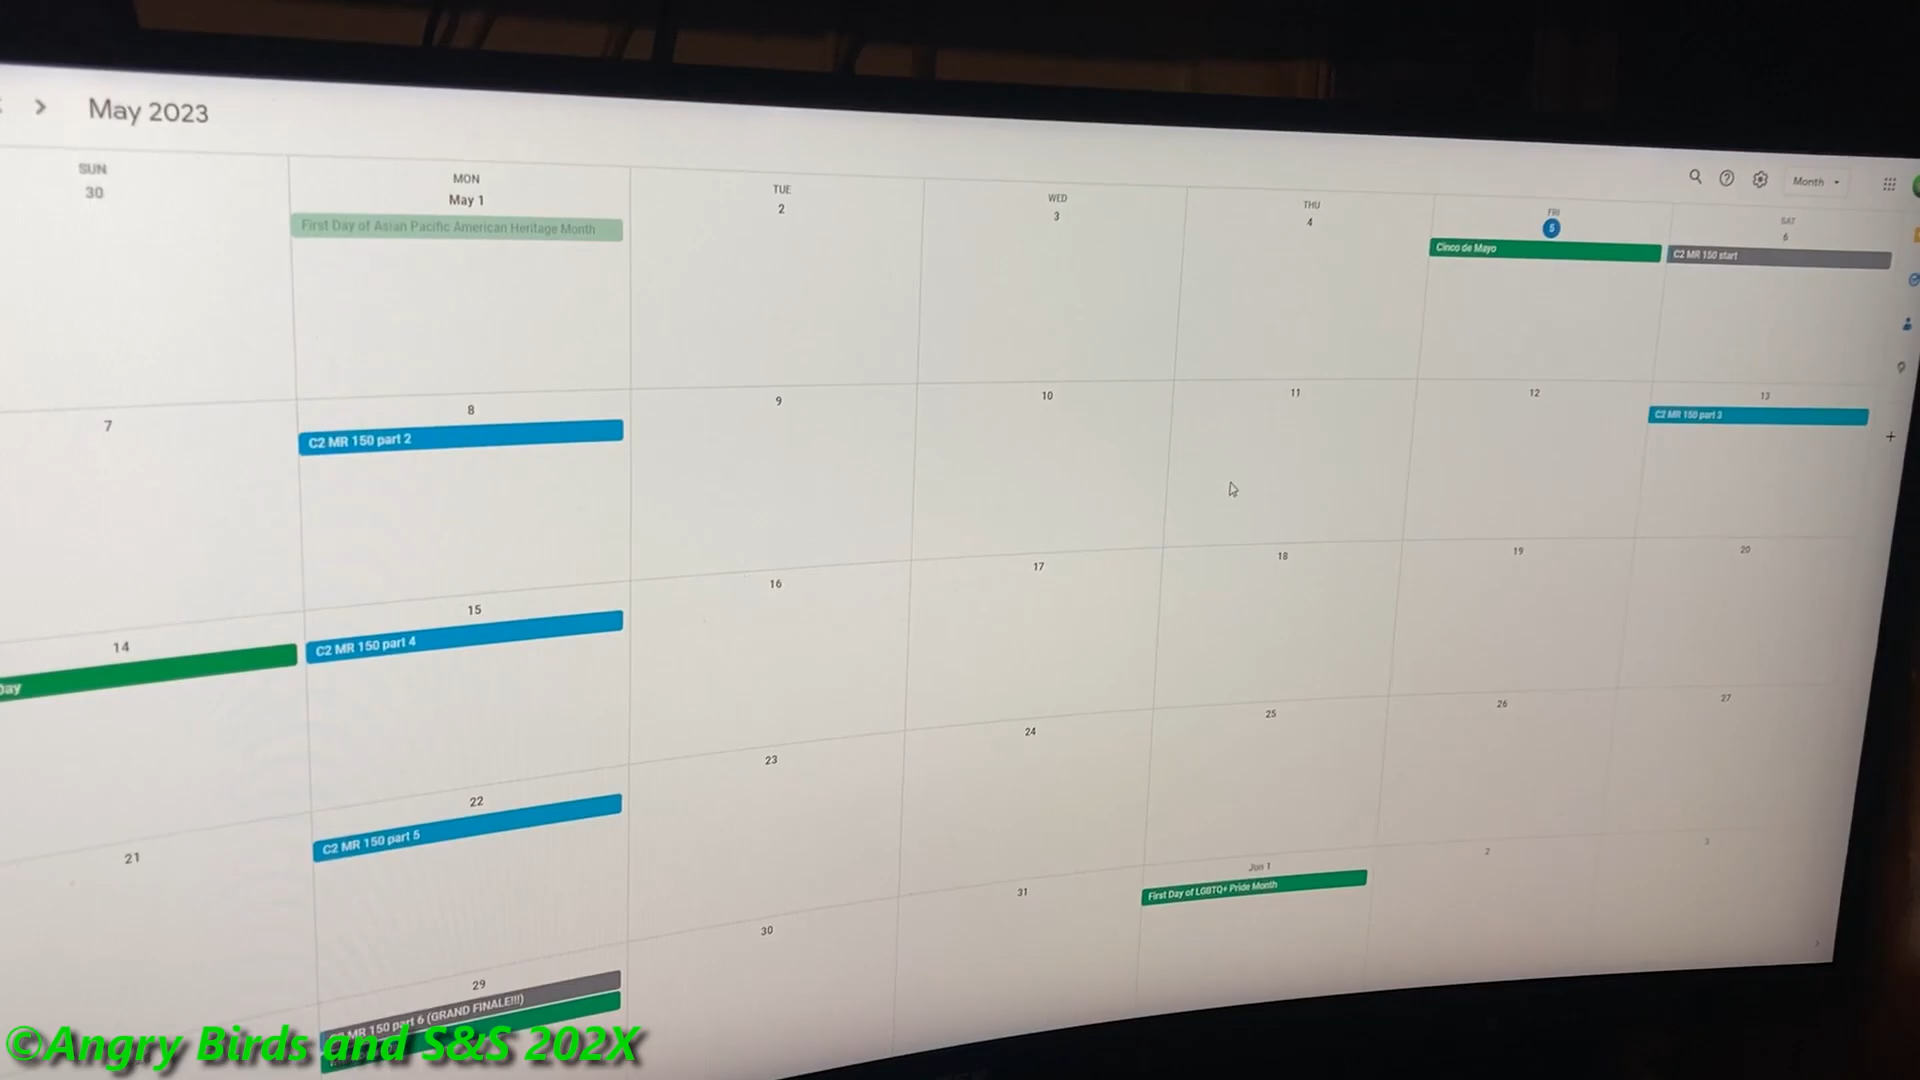 May 2023
Month
SUN
MON
TUE
WED
THU
FRI
SAT
30
May 1
2
3
4
5
6
First Day of Asian Pacific American Heritage Month
Cinco de Mayo
C2 MR 150 start
7
8
9
10
11
12
13
C2 MR 150 part 2
C2 MR 150 part 3
14
15
16
17
18
19
20
Day
C2 MR 150 part 4
21
22
23
24
25
26
27
C2 MR 150 part 5
29
30
31
Jun 1
2
3
First Day of LGBTQ+ Pride Month
MR 150 part 6 (GRAND FINALE!!!)
©Angry Birds and S&S 202X